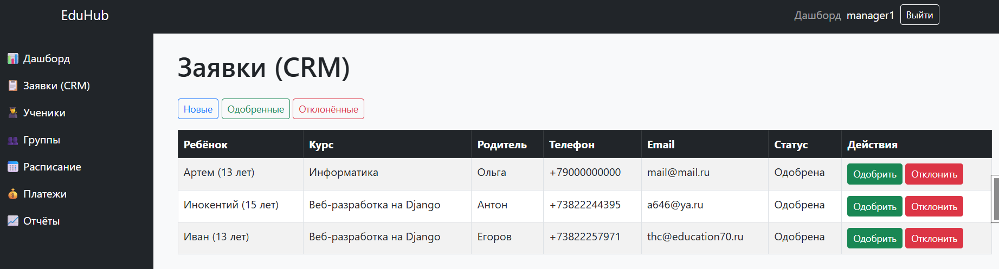 EduHub
Дашборд manager1 Выйти
Дашборд
Заявки (CRM)
Ученики
Группы
Расписание
Платежи
Отчёты
Заявки (CRM)
Новые Одобренные Отклонённые
Ребёнок Курс Родитель Телефон Email Статус Действия
Артем (13 лет) Информатика Ольга +79000000000 mail@mail.ru Одобрена Одобрить Отклонить
Инокентий (15 лет) Веб-разработка на Django Антон +73822244395 a646@ya.ru Одобрена Одобрить Отклонить
Иван (13 лет) Веб-разработка на Django Егоров +73822257971 thc@education70.ru Одобрена Одобрить Отклонить